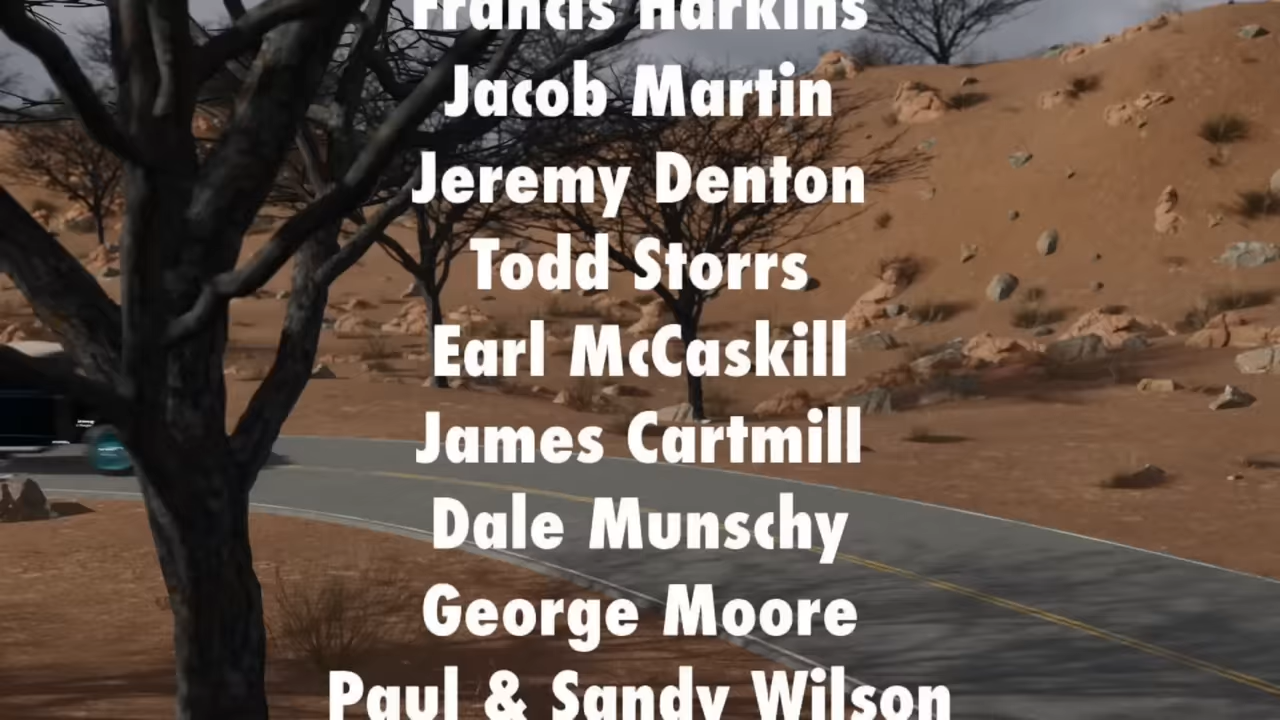 Francis Harkins
Jacob Martin
Jeremy Denton
Todd Storrs
Earl McCaskill
James Cartmill
Dale Munschy
George Moore
Paul & Sandy Wilson